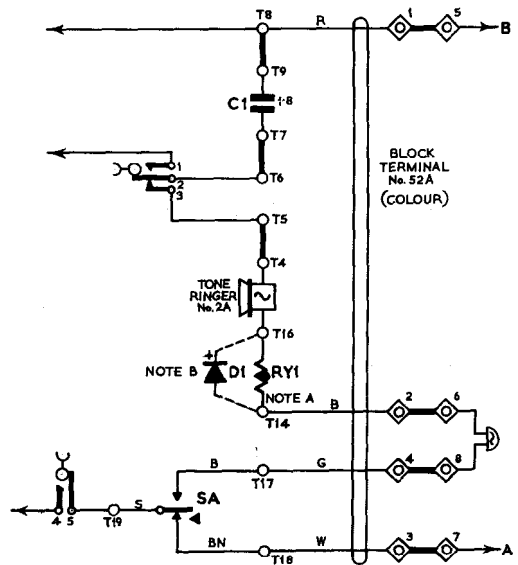 T8
R
1
5
B
T9
C1
1·8
T7
T6
1
2
3
BLOCK
TERMINAL
No. 52A
(COLOUR)
T5
T4
TONE
RINGER
No. 2A
T16
+
NOTE B
D1
RY1
NOTE A
T14
B
2
6
B
T17
G
4
8
4
5
T19
S
SA
BN
T18
W
3
7
A